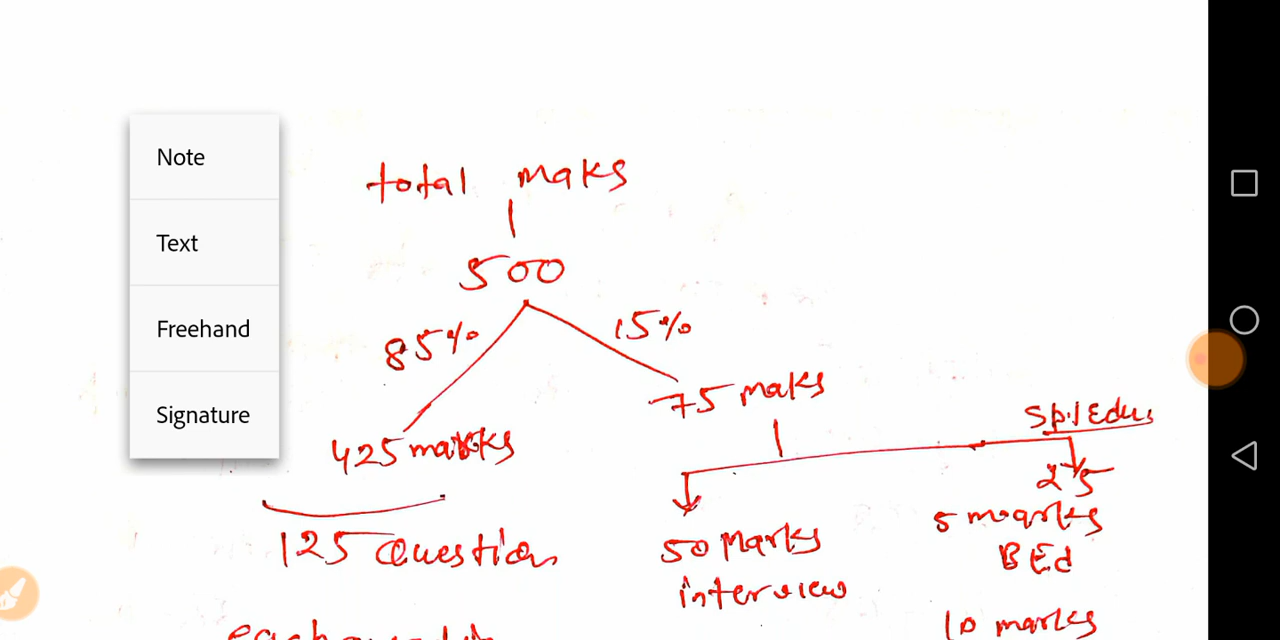 Note
Text
Freehand
Signature
total maks
500
85%
15%
425 marks
75 maks
125 Question
Spl Edu
25
50 Marks
interview
5 marks
BEd
10 marks
each